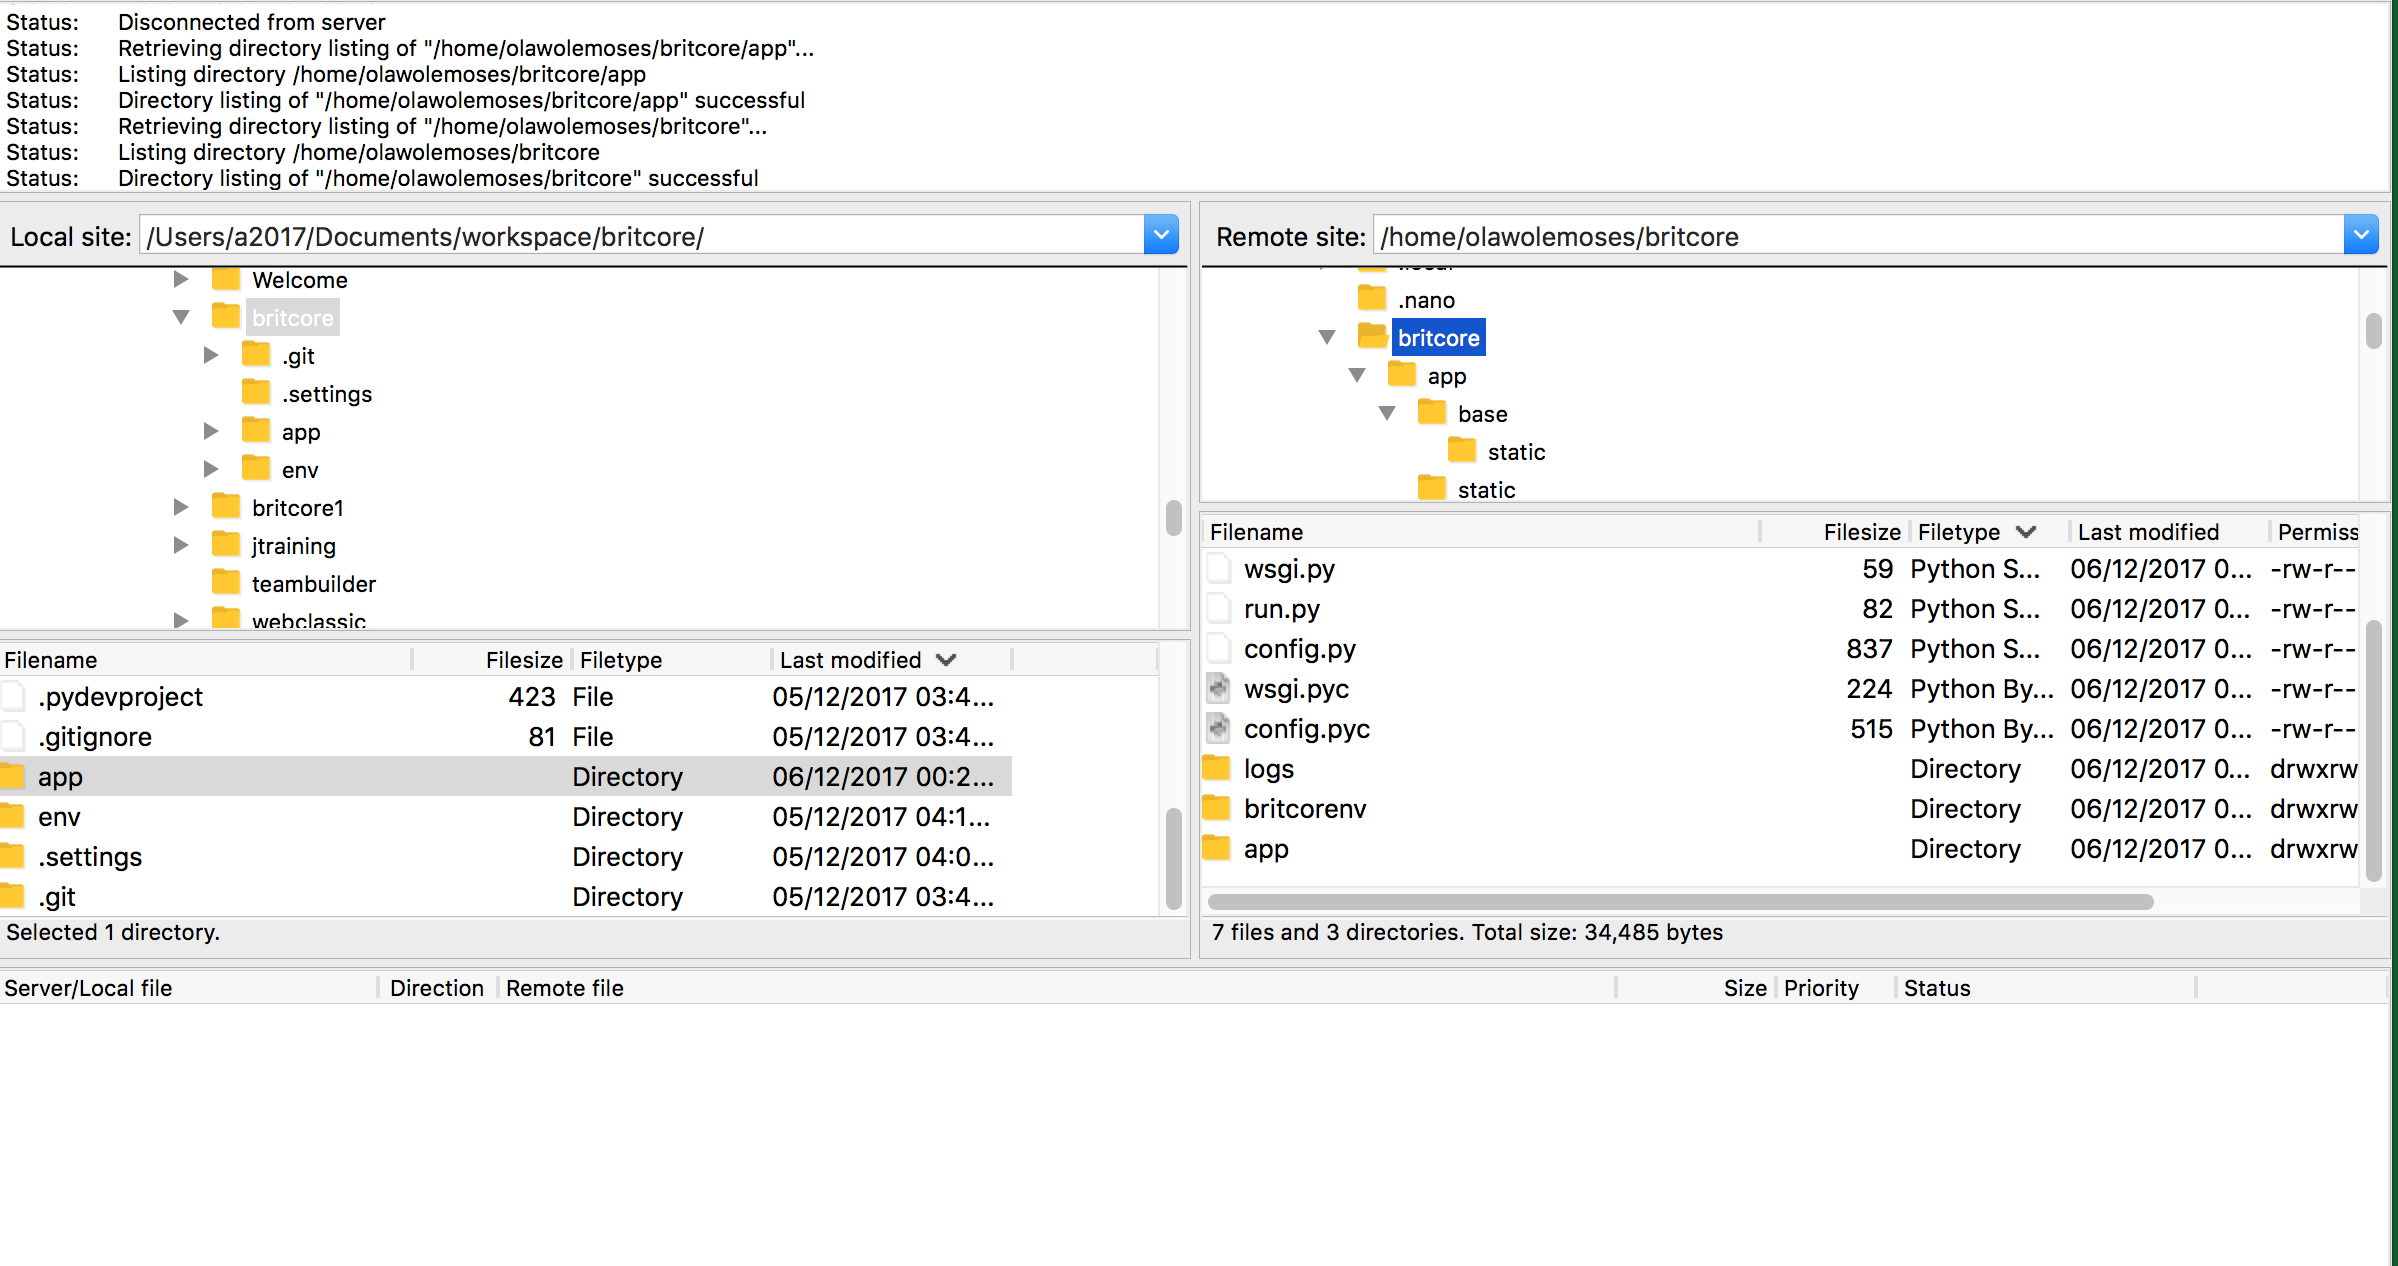 Status: Disconnected from server
Status: Retrieving directory listing of "/home/olawolemoses/britcore/app"...
Status: Listing directory /home/olawolemoses/britcore/app
Status: Directory listing of "/home/olawolemoses/britcore/app" successful
Status: Retrieving directory listing of "/home/olawolemoses/britcore"...
Status: Listing directory /home/olawolemoses/britcore
Status: Directory listing of "/home/olawolemoses/britcore" successful
Local site: /Users/a2017/Documents/workspace/britcore/
Welcome
britcore
.git
.settings
app
env
britcore1
jtraining
teambuilder
webclassic
Filename Filesize Filetype Last modified
.pydevproject 423 File 05/12/2017 03:4...
.gitignore 81 File 05/12/2017 03:4...
app Directory 06/12/2017 00:2...
env Directory 05/12/2017 04:1...
.settings Directory 05/12/2017 04:0...
.git Directory 05/12/2017 03:4...
Selected 1 directory.
Remote site: /home/olawolemoses/britcore
.nano
britcore
app
base
static
static
Filename Filesize Filetype Last modified Permiss
wsgi.py 59 Python S... 06/12/2017 0... -rw-r--
run.py 82 Python S... 06/12/2017 0... -rw-r--
config.py 837 Python S... 06/12/2017 0... -rw-r--
wsgi.pyc 224 Python By... 06/12/2017 0... -rw-r--
config.pyc 515 Python By... 06/12/2017 0... -rw-r--
logs Directory 06/12/2017 0... drwxrw
britcorenv Directory 06/12/2017 0... drwxrw
app Directory 06/12/2017 0... drwxrw
7 files and 3 directories. Total size: 34,485 bytes
Server/Local file Direction Remote file Size Priority Status